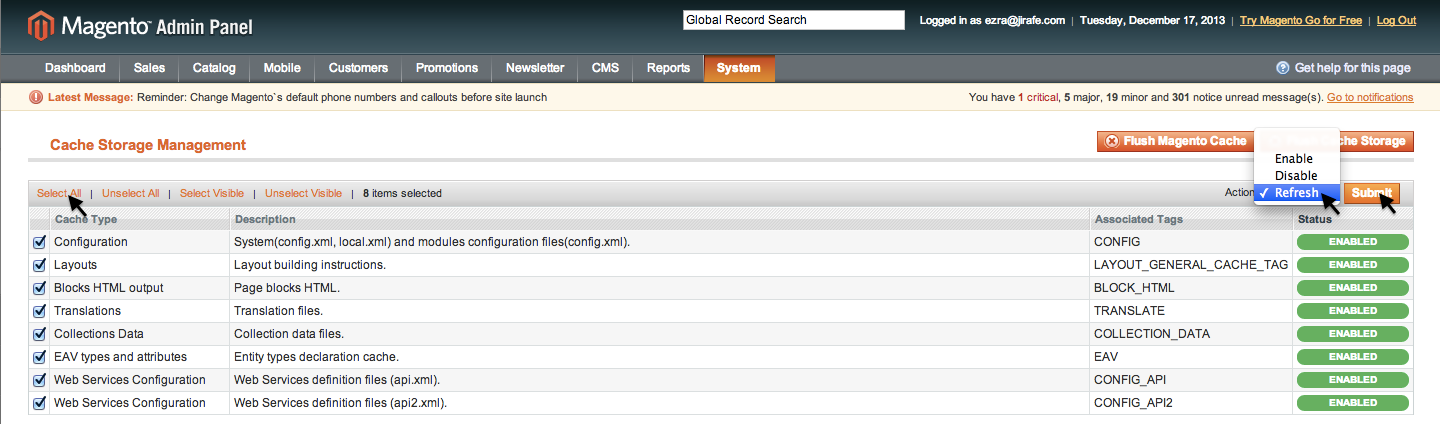 Magento™ Admin Panel
Global Record Search
Logged in as ezra@jirafe.com | Tuesday, December 17, 2013 | Try Magento Go for Free | Log Out
Dashboard Sales Catalog Mobile Customers Promotions Newsletter CMS Reports System Get help for this page
Latest Message: Reminder: Change Magento`s default phone numbers and callouts before site launch You have 1 critical, 5 major, 19 minor and 301 notice unread message(s). Go to notifications
Cache Storage Management Flush Magento Cache Cache Storage
Enable
Disable
Select All | Unselect All | Select Visible | Unselect Visible | 8 items selected ✓ Refresh Submit
Cache Type Description Associated Tags Status
Configuration System(config.xml, local.xml) and modules configuration files(config.xml). CONFIG ENABLED
Layouts Layout building instructions. LAYOUT_GENERAL_CACHE_TAG ENABLED
Blocks HTML output Page blocks HTML. BLOCK_HTML ENABLED
Translations Translation files. TRANSLATE ENABLED
Collections Data Collection data files. COLLECTION_DATA ENABLED
EAV types and attributes Entity types declaration cache. EAV ENABLED
Web Services Configuration Web Services definition files (api.xml). CONFIG_API ENABLED
Web Services Configuration Web Services definition files (api2.xml). CONFIG_API2 ENABLED